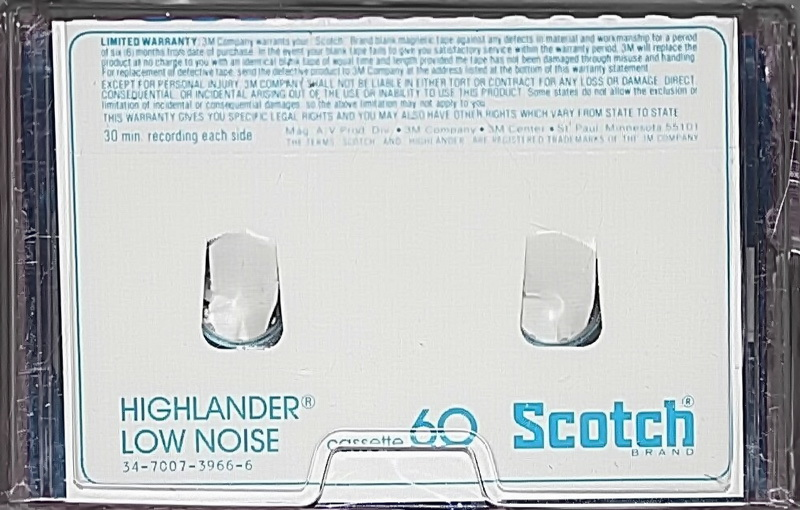 LIMITED WARRANTY: 3M Company warrants your "Scotch" Brand blank magnetic tape against any defects in material and workmanship for a period
of six (6) months from date of purchase. In the event your blank tape fails to give you satisfactory service within the warranty period, 3M will replace the
product at no charge to you with an identical blank tape of equal time and length provided the tape has not been damaged through misuse and handling.
For replacement of defective tape, send the defective product to 3M Company at the address listed at the bottom of this warranty statement.
EXCEPT FOR PERSONAL INJURY, 3M COMPANY SHALL NOT BE LIABLE IN EITHER TORT OR CONTRACT FOR ANY LOSS OR DAMAGE, DIRECT,
CONSEQUENTIAL, OR INCIDENTAL ARISING OUT OF THE USE OR INABILITY TO USE THIS PRODUCT. Some states do not allow the exclusion or
limitation of incidental or consequential damages, so the above limitation may not apply to you.
THIS WARRANTY GIVES YOU SPECIFIC LEGAL RIGHTS AND YOU MAY ALSO HAVE OTHER RIGHTS WHICH VARY FROM STATE TO STATE
30 min. recording each side
Mag. A/V Prod. Div. • 3M Company • 3M Center • St. Paul, Minnesota 55101
THE TERMS SCOTCH AND HIGHLANDER ARE REGISTERED TRADEMARKS OF THE 3M COMPANY
HIGHLANDER®
LOW NOISE
34-7007-3966-6
cassette 60
Scotch®
BRAND